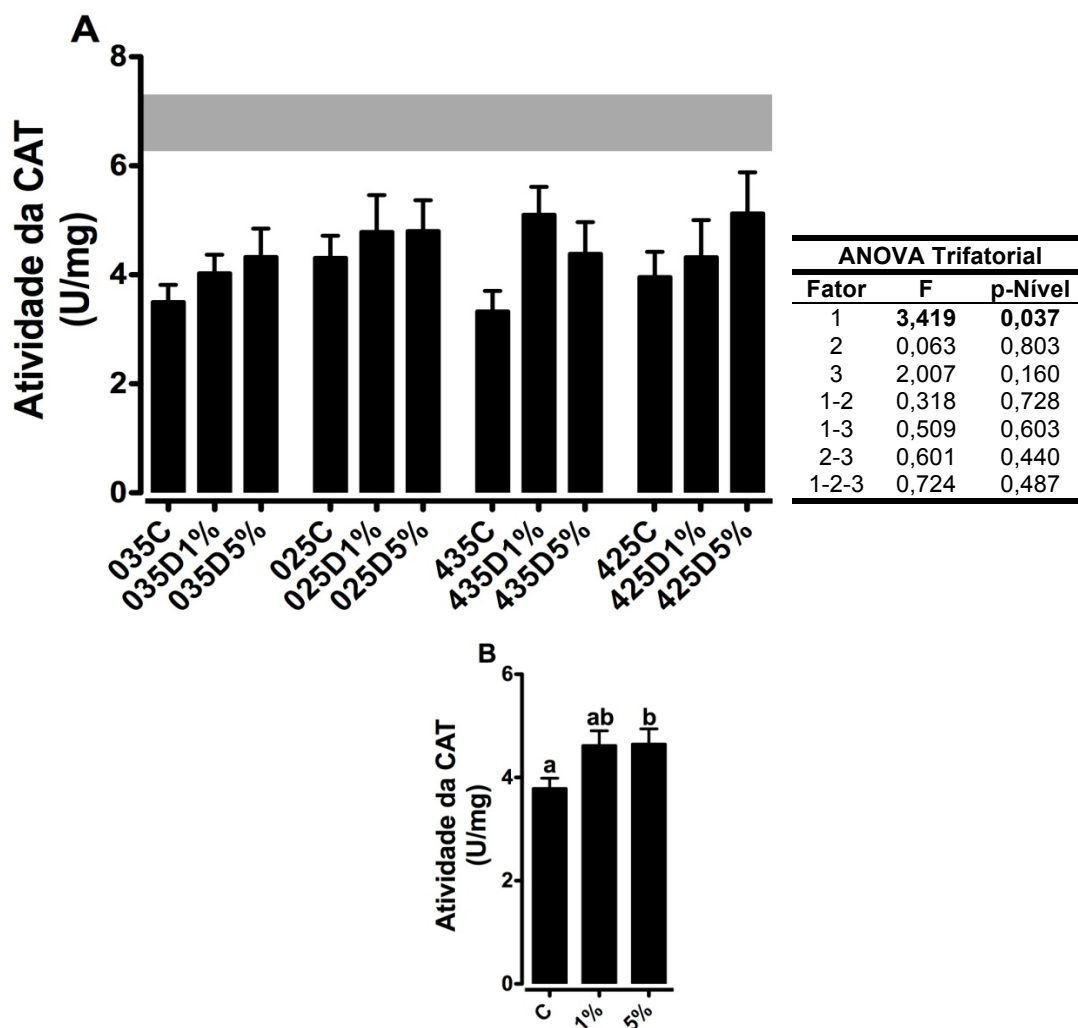 A
Atividade da CAT
(U/mg)
8
6
4
2
0
035C
035D1%
035D5%
025C
025D1%
025D5%
435C
435D1%
435D5%
425C
425D1%
425D5%
ANOVA Trifatorial
Fator F p-Nível
1 3,419 0,037
2 0,063 0,803
3 2,007 0,160
1-2 0,318 0,728
1-3 0,509 0,603
2-3 0,601 0,440
1-2-3 0,724 0,487
B
Atividade da CAT
(U/mg)
6
4
2
0
a
ab
b
C
1%
5%